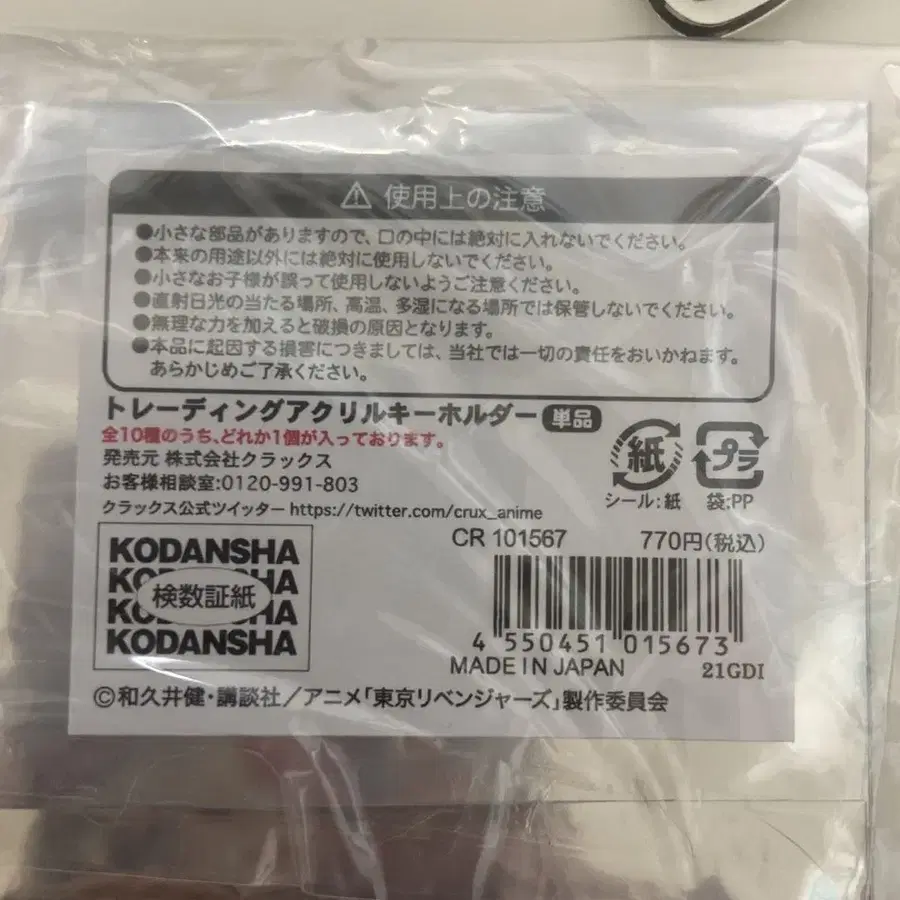 ⚠ 使用上の注意
●小さな部品がありますので、口の中には絶対に入れないでください。
●本来の用途以外には絶対に使用しないでください。
●小さなお子様が誤って使用しないようご注意ください。
●直射日光の当たる場所、高温、多湿になる場所では保管しないでください。
●無理な力を加えると破損の原因となります。
●本品に起因する損害につきましては、当社では一切の責任をおいかねます。
あらかじめご了承ください。
トレーディングアクリルキーホルダー 単品
全10種のうち、どれか1個が入っております。
発売元 株式会社クラックス
お客様相談室:0120-991-803
クラックス公式ツイッター https://twitter.com/crux_anime
紙
プラ
シール:紙 袋:PP
CR 101567 770円(税込)
KODANSHA
KODANSHA
KODANSHA
KODANSHA
検数証紙
4 550451 015673
MADE IN JAPAN 21GDI
©和久井健・講談社/アニメ「東京リベンジャーズ」製作委員会